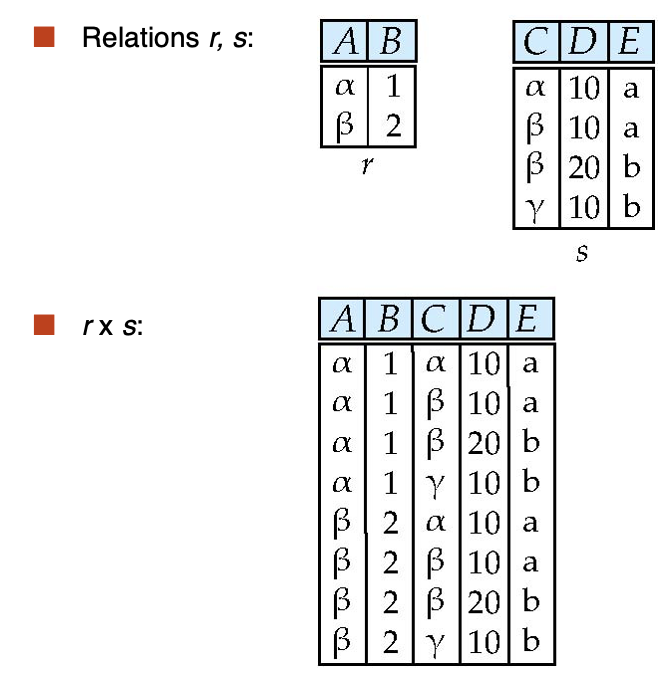 Relations r, s:
A B
α 1
β 2
r
C D E
α 10 a
β 10 a
β 20 b
γ 10 b
s
r x s:
A B C D E
α 1 α 10 a
α 1 β 10 a
α 1 β 20 b
α 1 γ 10 b
β 2 α 10 a
β 2 β 10 a
β 2 β 20 b
β 2 γ 10 b